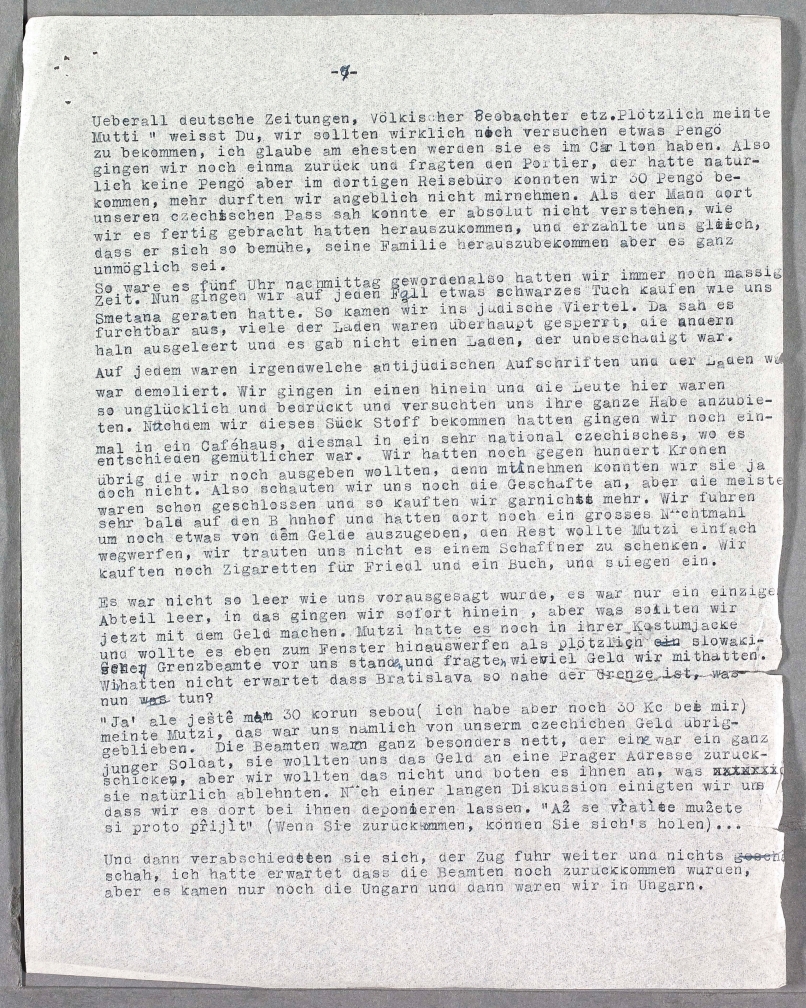 -9-
Ueberall deutsche Zeitungen, Völkischer Beobachter etz.Plötzlich meinte
Mutti " weisst Du, wir sollten wirklich noch versuchen etwas Pengö
zu bekommen, ich glaube am ehesten werden sie es im Carlton haben. Also
gingen wir noch einma zurück und fragten den Portier, der hatte natür-
lich keine Pengö aber im dortigen Reisebüro konnten wir 30 Pengö be-
kommen, mehr durften wir angeblich nicht mirnehmen. Als der Mann dort
unseren czechischen Pass sah konnte er absolut nicht verstehen, wie
wir es fertig gebracht hatten herauszukommen, und erzählte uns gleich,
dass er sich so bemühe, seine Familie herauszubekommen aber es ganz
unmöglich sei.
So ware es fünf Uhr nachmittag gewordenalso hatten wir immer noch massig
Zeit. Nun gingen wir auf jeden Fall etwas schwarzes Tuch kaufen wie uns
Smetana geraten hatte. So kamen wir ins jüdische Viertel. Da sah es
furchtbar aus, viele der Laden waren überhaupt gesperrt, die andern
haln ausgeleert und es gab nicht einen Laden, der unbeschädigt war.
Auf jedem waren irgendwelche antijüdischen Aufschriften und der Laden wa
war demoliert. Wir gingen in einen hinein und die Leute hier waren
so unglücklich und bedrückt und versuchten uns ihre ganze Habe anzubie-
ten. Nachdem wir dieses Sück Stoff bekommen hatten gingen wir noch ein-
mal in ein Caféhaus, diesmal in ein sehr national czechisches, wo es
entschieden gemütlicher war. Wir hatten noch gegen hundert Kronen
übrig die wir noch ausgeben wollten, denn mitnehmen konnten wir sie ja
doch nicht. Also schauten wir uns noch die Geschäfte an, aber die meiste
waren schon geschlossen und so kauften wir garnichts mehr. Wir fuhren
sehr bald auf den B hnhof und hatten dort noch ein grosses Nachtmahl
um noch etwas von dem Gelde auszugeben, den Rest wollte Mutzi einfach
wegwerfen, wir trauten uns nicht es einem Schaffner zu schenken. Wir
kauften noch Zigaretten für Friedl und ein Buch, und stiegen ein.
Es war nicht so leer wie uns vorausgesagt wurde, es war nur ein einzige
Abteil leer, in das gingen wir sofort hinein , aber was sollten wir
jetzt mit dem Geld machen. Mutzi hatte es noch in ihrer Kostumjacke
und wollte es eben zum Fenster hinauswerfen als plötzlich ein slowaki-
schen Grenzbeamte vor uns stand, und fragte, wieviel Geld wir mithatten.
Wihatten nicht erwartet dass Bratislava so nahe der Grenze ist, was
nun was tun?
"Ja' ale jestê mám 30 korun sebou( ich habe aber noch 30 Kc bei mir)
meinte Mutzi, das war uns nämlich von unserm czechichen Geld übrig-
geblieben. Die Beamten warn ganz besonders nett, der eine war ein ganz
junger Soldat, sie wollten uns das Geld an eine Prager Adresse zurück-
schicken, aber wir wollten das nicht und boten es ihnen an, was xxxxxxx
sie natürlich ablehnten. Nach einer langen Diskussion einigten wir uns
dass wir es dort bei ihnen deponieren lassen. "Až se vratíte mužete
si proto přijít" (Wenn Sie zurückommen, können Sie sich's holen)...
Und dann verabschiedeten sie sich, der Zug fuhr weiter und nichts gesch
schah, ich hatte erwartet dass die Beamten noch zurückkommen wurden,
aber es kamen nur noch die Ungarn und dann waren wir in Ungarn.